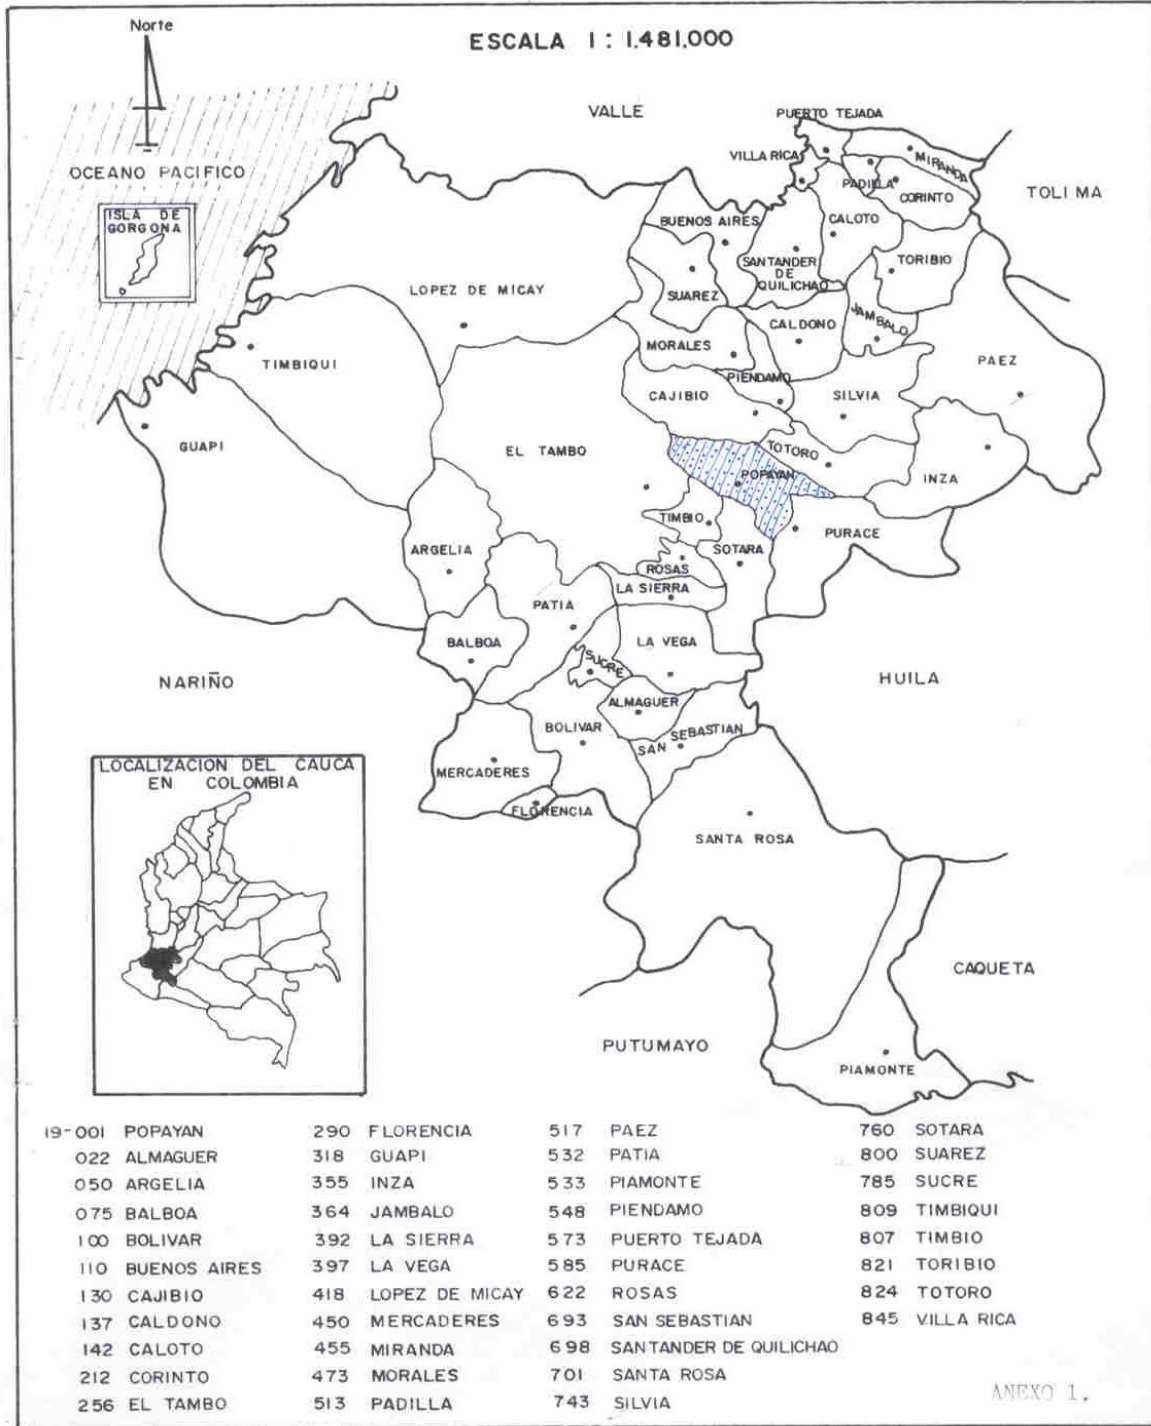 Norte
ESCALA 1 : 1.481.000
VALLE
PUERTO TEJADA
VILLA RICA
MIRANDA
OCEANO PACIFICO
PADILLA
CORINTO
TOLIMA
ISLA DE
GORGONA
BUENOS AIRES
CALOTO
SANTANDER
DE
QUILICHAO
TORIBIO
LOPEZ DE MICAY
SUAREZ
JAMBALO
CALDONO
MORALES
TIMBIQUI
PAEZ
PIENDAMO
CAJIBIO
SILVIA
GUAPI
EL TAMBO
TOTORO
POPAYAN
INZA
TIMBIO
PURACE
ARGELIA
SOTARA
ROSAS
LA SIERRA
PATIA
BALBOA
LA VEGA
SUCRE
NARIÑO
HUILA
ALMAGUER
BOLIVAR
SAN SEBASTIAN
LOCALIZACION DEL CAUCA
EN COLOMBIA
MERCADERES
FLORENCIA
SANTA ROSA
CAQUETA
PUTUMAYO
PIAMONTE
19-001 POPAYAN 290 FLORENCIA 517 PAEZ 760 SOTARA
022 ALMAGUER 318 GUAPI 532 PATIA 800 SUAREZ
050 ARGELIA 355 INZA 533 PIAMONTE 785 SUCRE
075 BALBOA 364 JAMBALO 548 PIENDAMO 809 TIMBIQUI
100 BOLIVAR 392 LA SIERRA 573 PUERTO TEJADA 807 TIMBIO
110 BUENOS AIRES 397 LA VEGA 585 PURACE 821 TORIBIO
130 CAJIBIO 418 LOPEZ DE MICAY 622 ROSAS 824 TOTORO
137 CALDONO 450 MERCADERES 693 SAN SEBASTIAN 845 VILLA RICA
142 CALOTO 455 MIRANDA 698 SANTANDER DE QUILICHAO
212 CORINTO 473 MORALES 701 SANTA ROSA
256 EL TAMBO 513 PADILLA 743 SILVIA
ANEXO 1.